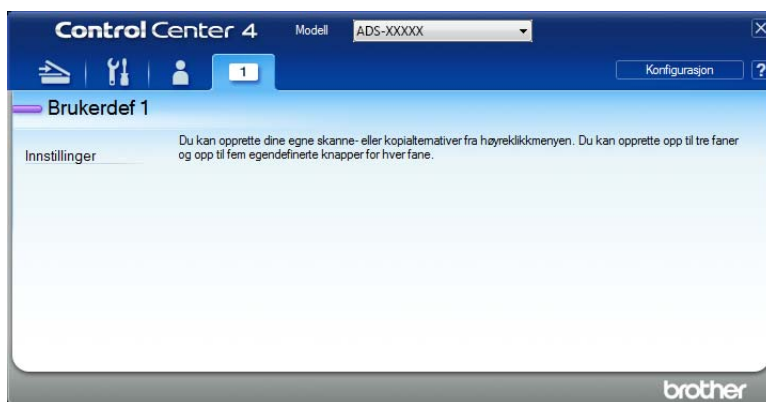 Control Center 4 Modell ADS-XXXXX
1 Konfigurasjon ?
Brukerdef 1
Innstillinger
Du kan opprette dine egne skanne- eller kopialternativer fra høyreklikkmenyen. Du kan opprette opp til tre faner
og opp til fem egendefinerte knapper for hver fane.
brother